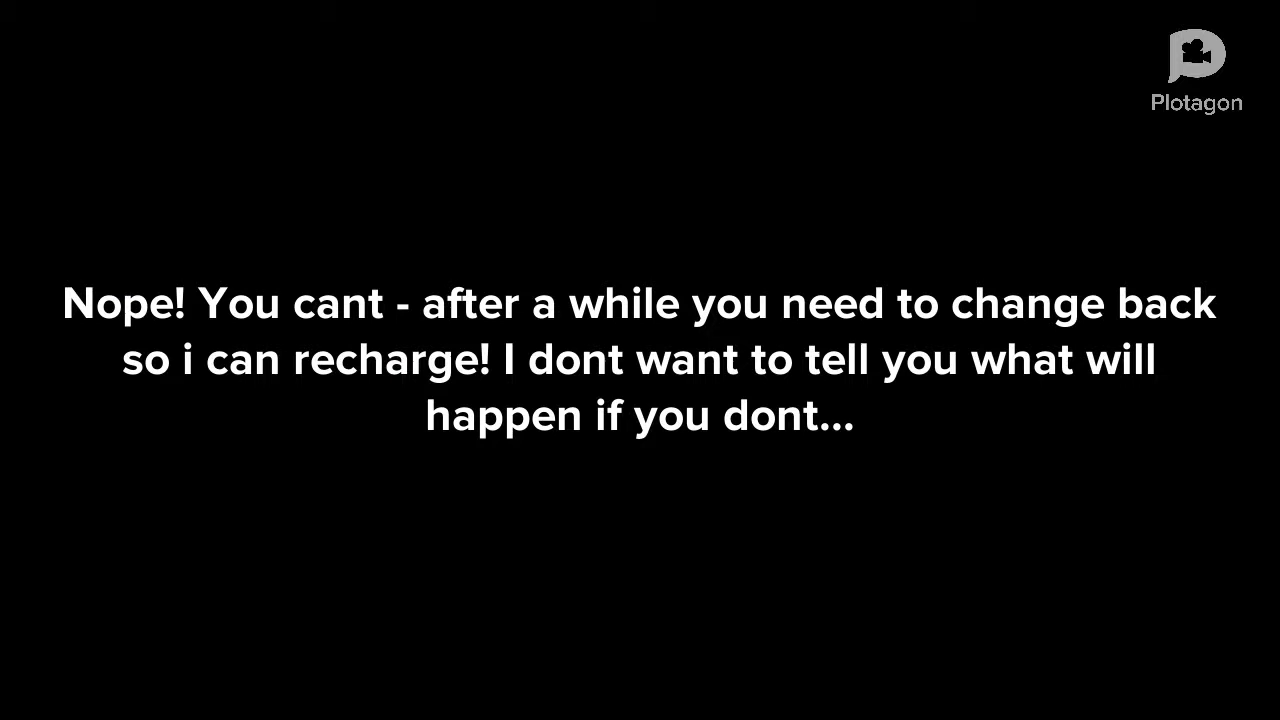 Plotagon
Nope! You cant - after a while you need to change back
so i can recharge! I dont want to tell you what will
happen if you dont...